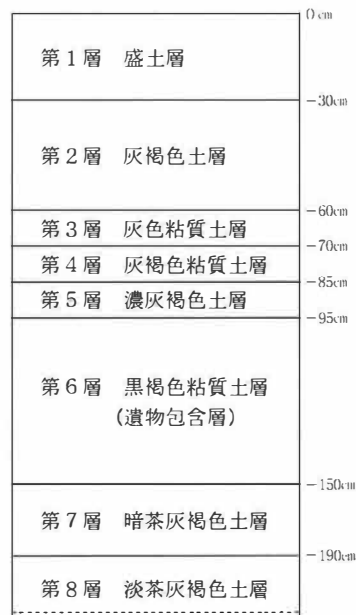 0cm
第1層 盛土層
-30cm
第2層 灰褐色土層
-60cm
第3層 灰色粘質土層
-70cm
第4層 灰褐色粘質土層
-85cm
第5層 濃灰褐色土層
-95cm
第6層 黒褐色粘質土層
(遺物包含層)
-150cm
第7層 暗茶灰褐色土層
-190cm
第8層 淡茶灰褐色土層